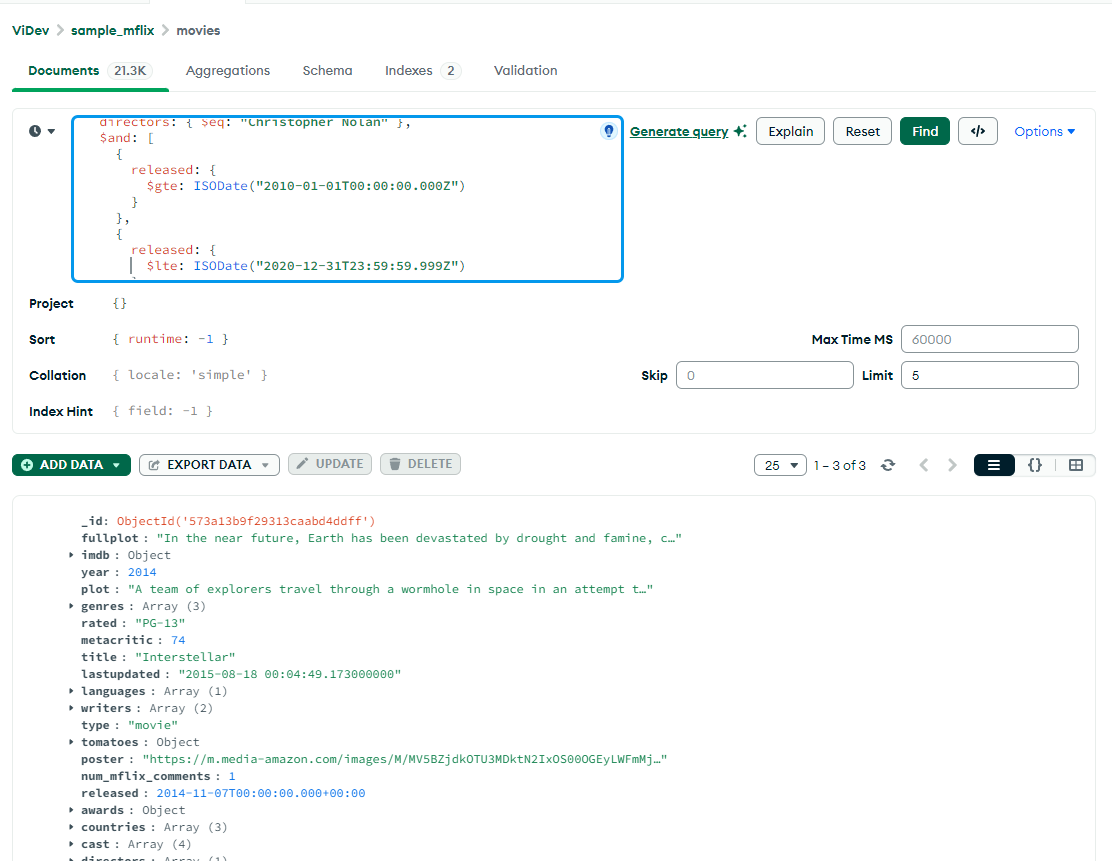 ViDev > sample_mflix > movies
Documents 21.3K Aggregations Schema Indexes 2 Validation
directors: { $eq: "Christopher Nolan" },
$and: [
{
released: {
$gte: ISODate("2010-01-01T00:00:00.000Z")
}
},
{
released: {
$lte: ISODate("2020-12-31T23:59:59.999Z")
Generate query Explain Reset Find </> Options
Project {}
Sort { runtime: -1 } Max Time MS 60000
Collation { locale: 'simple' } Skip 0 Limit 5
Index Hint { field: -1 }
ADD DATA EXPORT DATA UPDATE DELETE 25 1 – 3 of 3 {}
_id: ObjectId('573a13b9f29313caabd4ddff')
fullplot : "In the near future, Earth has been devastated by drought and famine, c…"
imdb : Object
year : 2014
plot : "A team of explorers travel through a wormhole in space in an attempt t…"
genres : Array (3)
rated : "PG-13"
metacritic : 74
title : "Interstellar"
lastupdated : "2015-08-18 00:04:49.173000000"
languages : Array (1)
writers : Array (2)
type : "movie"
tomatoes : Object
poster : "https://m.media-amazon.com/images/M/MV5BZjdkOTU3MDktN2IxOS00OGEyLWFmMj…"
num_mflix_comments : 1
released : 2014-11-07T00:00:00.000+00:00
awards : Object
countries : Array (3)
cast : Array (4)
directors : Array (1)